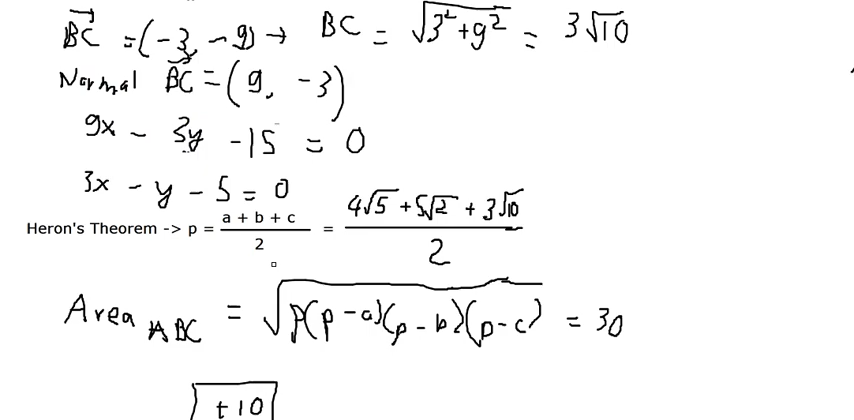 BC = (-3, -9) → BC = √(3² + 9²) = 3√10
Normal BC = (9, -3)
9x - 3y - 15 = 0
3x - y - 5 = 0
Heron's Theorem -> p = (a + b + c)/2 = (4√5 + 5√2 + 3√10)/2
Area ABC = √(p(p-a)(p-b)(p-c)) = 30
+10